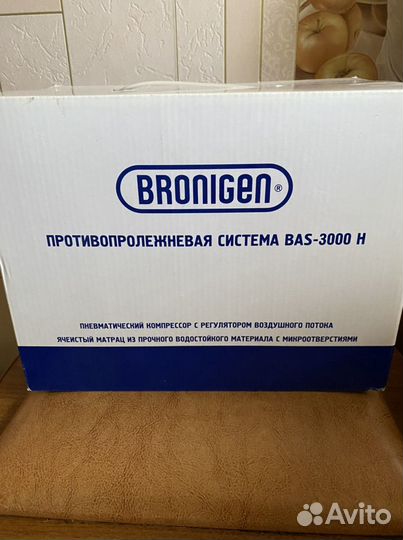 BRONIGEN®
ПРОТИВОПРОЛЕЖНЕВАЯ СИСТЕМА BAS-3000 H
ПНЕВМАТИЧЕСКИЙ КОМПРЕССОР С РЕГУЛЯТОРОМ ВОЗДУШНОГО ПОТОКА
ЯЧЕИСТЫЙ МАТРАЦ ИЗ ПРОЧНОГО ВОДОСТОЙКОГО МАТЕРИАЛА С МИКРООТВЕРСТИЯМИ
Avito